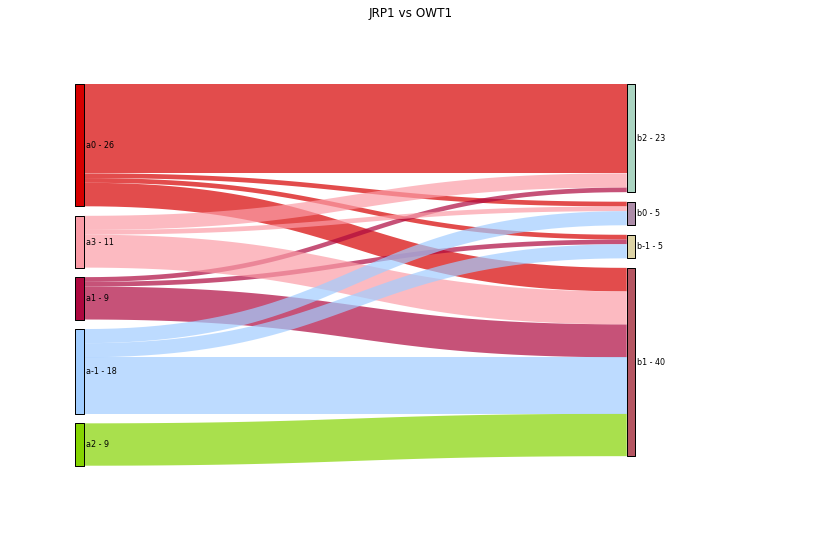 JRP1 vs OWT1
a0 - 26
a3 - 11
a1 - 9
a-1 - 18
a2 - 9
b2 - 23
b0 - 5
b-1 - 5
b1 - 40